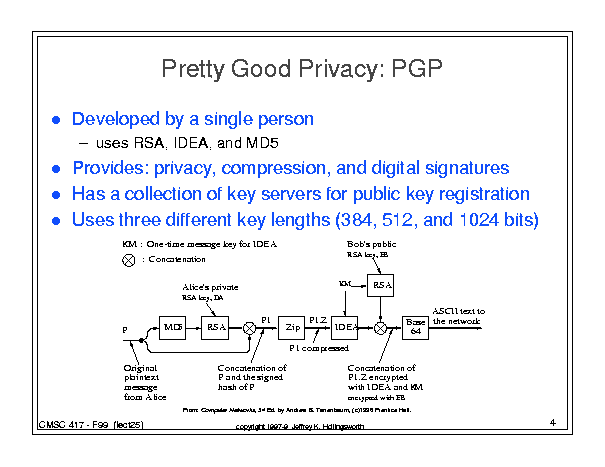 Pretty Good Privacy: PGP
● Developed by a single person
– uses RSA, IDEA, and MD5
● Provides: privacy, compression, and digital signatures
● Has a collection of key servers for public key registration
● Uses three different key lengths (384, 512, and 1024 bits)
KM : One-time message key for IDEA
: Concatenation
Bob's public
RSA key, EB
Alice's private
RSA key, DA
KM
RSA
ASCII text to
the network
P
MD5
RSA
P1
Zip
P1.Z
IDEA
Base
64
P1 compressed
Original
plaintext
message
from Alice
Concatenation of
P and the signed
hash of P
Concatenation of
P1.Z encrypted
with IDEA and KM
encrypted with EB
From: Computer Networks, 3rd Ed. by Andrew S. Tanenbaum, (c)1996 Prentice Hall.
CMSC 417 - F99 (lect25)
copyright 1997-9 Jeffrey K. Hollingsworth
4